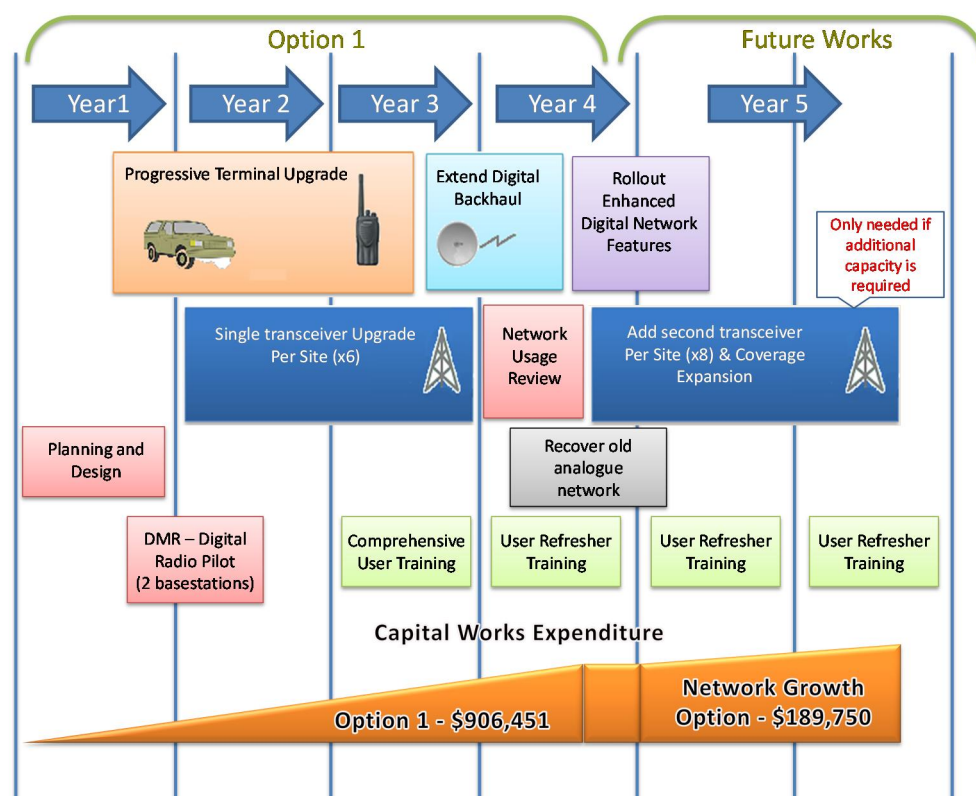 Option 1
Future Works
Year1
Year 2
Year 3
Year 4
Year 5
Progressive Terminal Upgrade
Extend Digital
Backhaul
Rollout
Enhanced
Digital Network
Features
Only needed if
additional
capacity is
required
Single transceiver Upgrade
Per Site (x6)
Network
Usage
Review
Add second transceiver
Per Site (x8) & Coverage
Expansion
Planning and
Design
Recover old
analogue
network
DMR – Digital
Radio Pilot
(2 basestations)
Comprehensive
User Training
User Refresher
Training
User Refresher
Training
User Refresher
Training
Capital Works Expenditure
Option 1 - $906,451
Network Growth
Option - $189,750